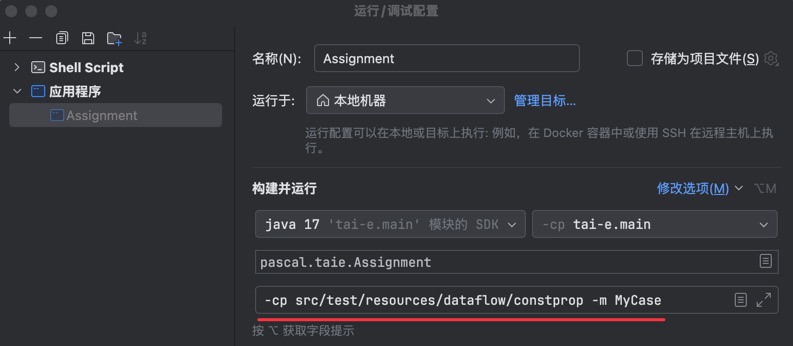 运行/调试配置
Shell Script
应用程序
Assignment
名称(N): Assignment 存储为项目文件(S)
运行于: 本地机器 管理目标...
运行配置可以在本地或目标上执行: 例如，在 Docker 容器中或使用 SSH 在远程主机上执
行。
构建并运行 修改选项(M) ⌥M
java 17 'tai-e.main' 模块的 SDK -cp tai-e.main
pascal.taie.Assignment
-cp src/test/resources/dataflow/constprop -m MyCase
按 ⌥ 获取字段提示